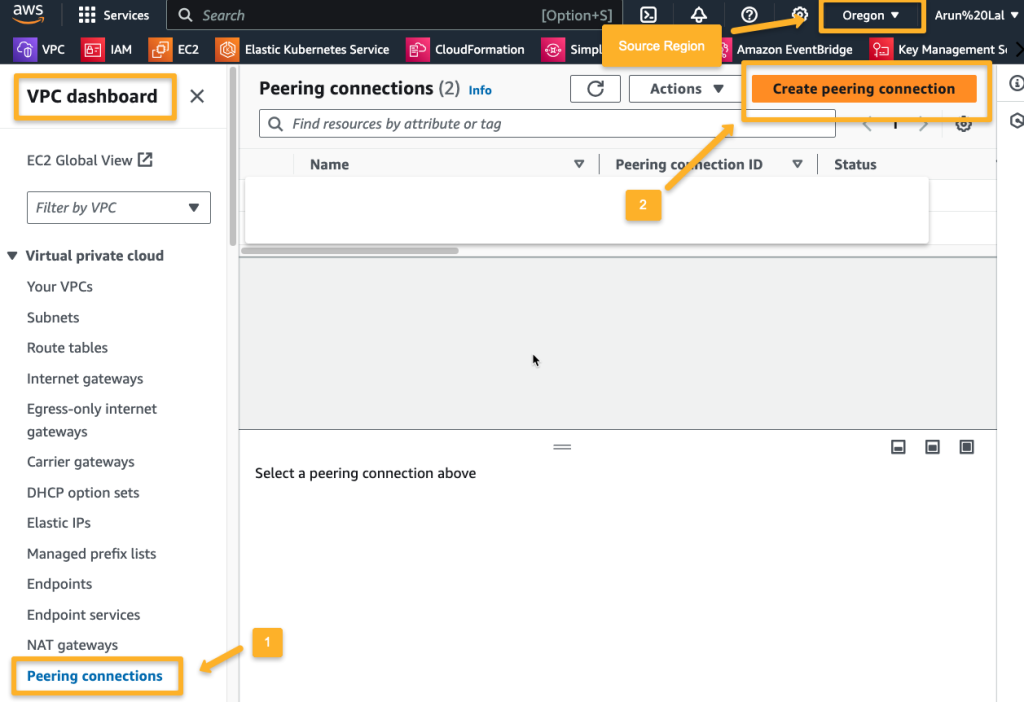 aws
Services
Search
[Option+S]
Oregon
Arun%20Lal
VPC
IAM
EC2
Elastic Kubernetes Service
CloudFormation
Simpl
Source Region
Amazon EventBridge
Key Management
VPC dashboard
Peering connections (2) Info
Actions
Create peering connection
Find resources by attribute or tag
1
EC2 Global View
Name
Peering connection ID
Status
Filter by VPC
2
Virtual private cloud
Your VPCs
Subnets
Route tables
Internet gateways
Egress-only internet
gateways
Carrier gateways
DHCP option sets
Elastic IPs
Managed prefix lists
Endpoints
Endpoint services
NAT gateways
Peering connections
1
Select a peering connection above